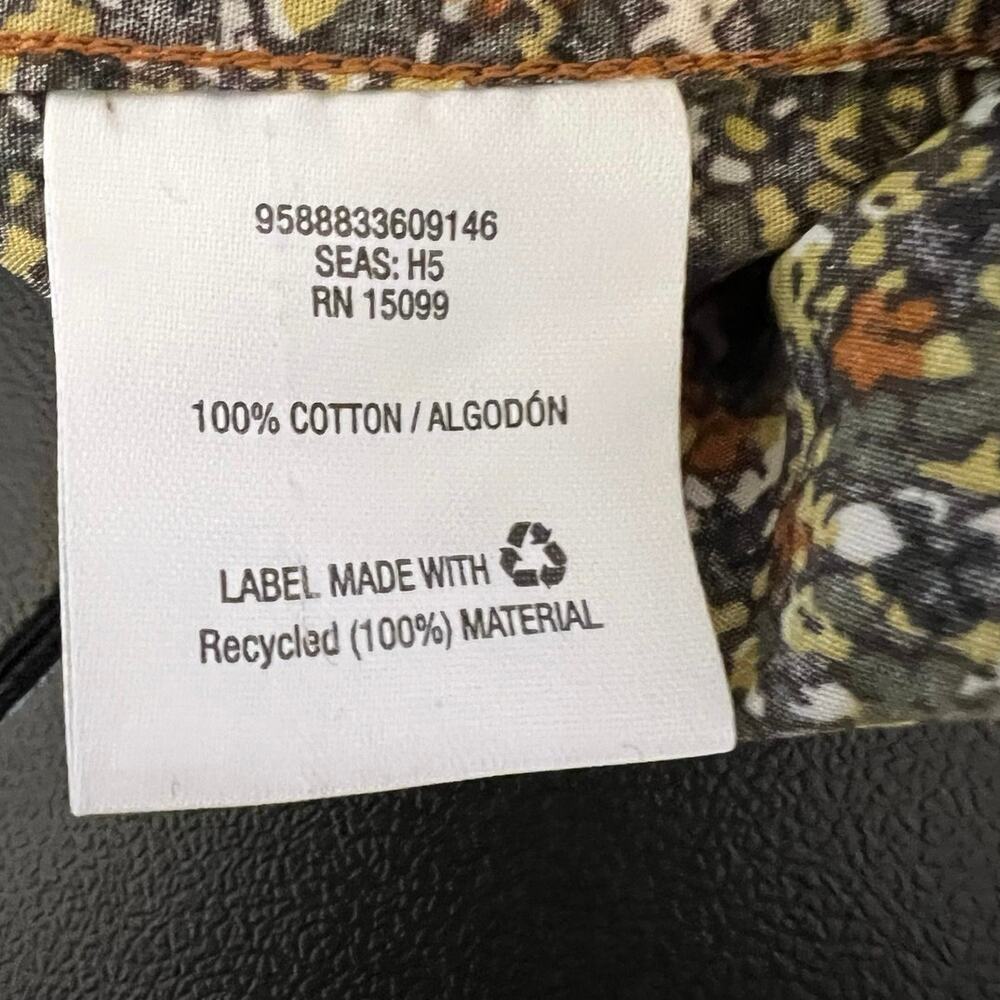 9588833609146
SEAS: H5
RN 15099
100% COTTON / ALGODÓN
LABEL MADE WITH
Recycled (100%) MATERIAL